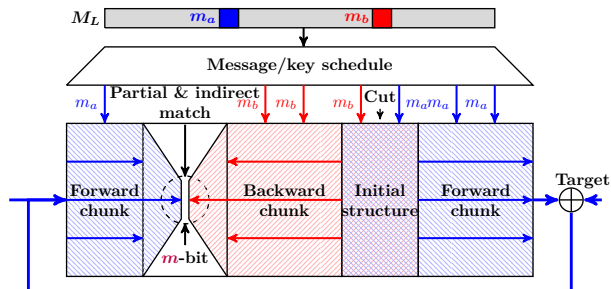 M_L m_a m_b
Message/key schedule
m_a Partial & indirect match m_b m_b m_b Cut m_a m_a m_a
Forward chunk
Backward chunk
Initial structure
Forward chunk
Target
m-bit